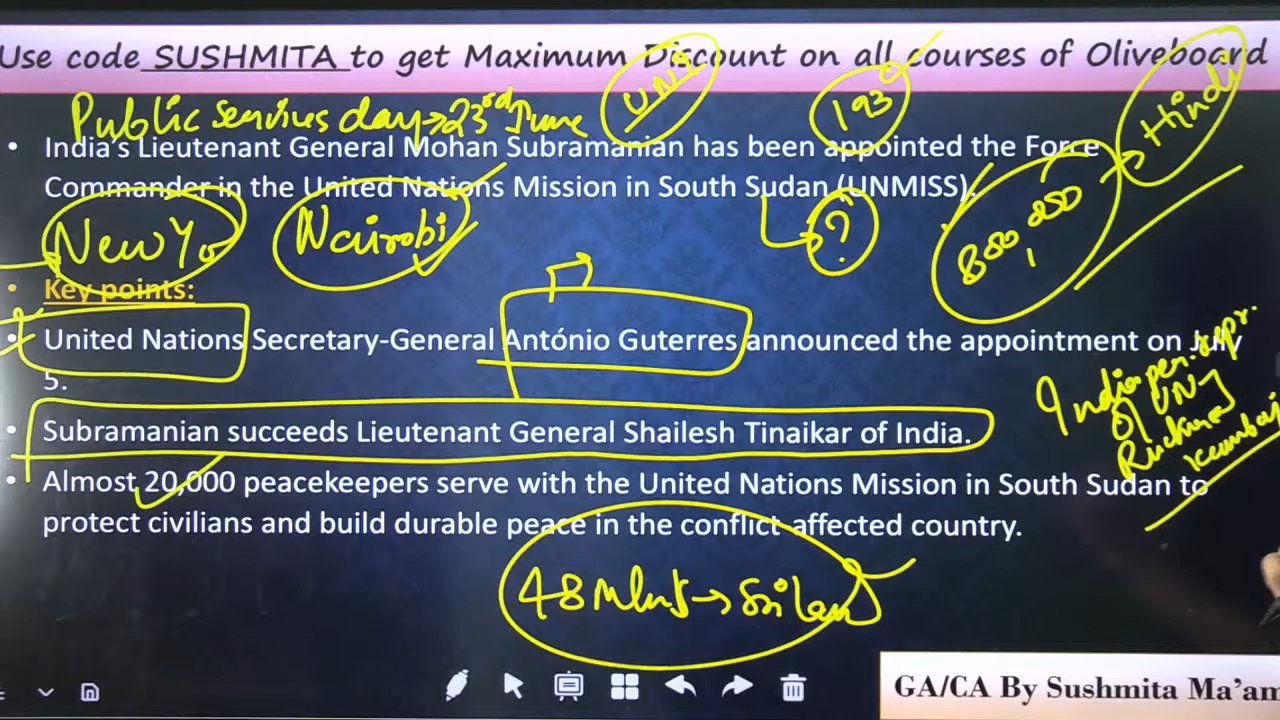 Use code SUSHMITA to get Maximum Discount on all courses of Oliveboard
Public services day→23rd June
193
Hindi
• India's Lieutenant General Mohan Subramanian has been appointed the Force
Commander in the United Nations Mission in South Sudan (UNMISS).
New Yo
Nairobi
?
800,000
• Key points:
• United Nations Secretary-General António Guterres announced the appointment on July
5.
India per. repr.
of UN→
• Subramanian succeeds Lieutenant General Shailesh Tinaikar of India.
• Almost 20,000 peacekeepers serve with the United Nations Mission in South Sudan to
protect civilians and build durable peace in the conflict affected country.
GA/CA By Sushmita Ma'am